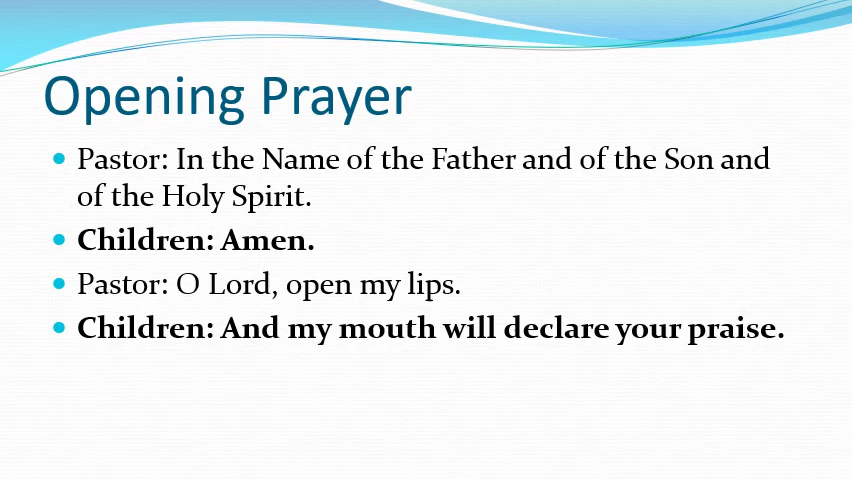 Opening Prayer
Pastor: In the Name of the Father and of the Son and
of the Holy Spirit.
Children: Amen.
Pastor: O Lord, open my lips.
Children: And my mouth will declare your praise.